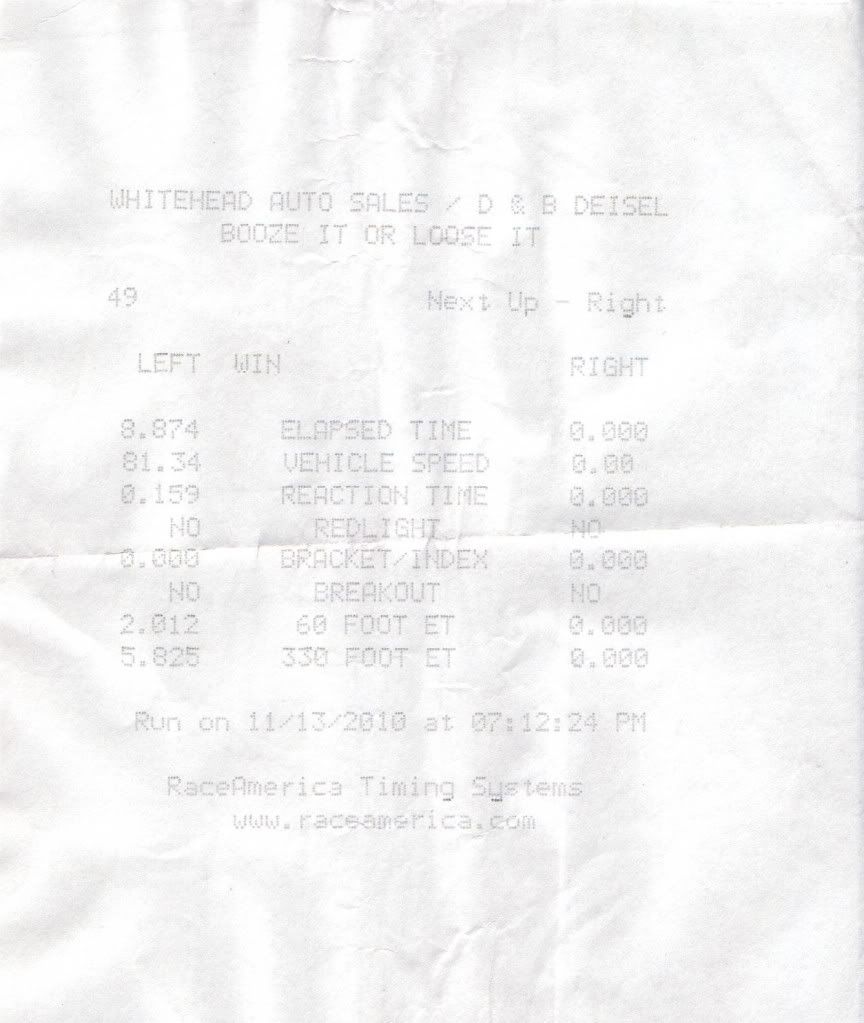 WHITEHEAD AUTO SALES / D & B DEISEL
BOOZE IT OR LOOSE IT
49 Next Up - Right
LEFT WIN RIGHT
8.874 ELAPSED TIME 0.000
81.34 VEHICLE SPEED 0.00
0.159 REACTION TIME 0.000
NO REDLIGHT NO
0.000 BRACKET/INDEX 0.000
NO BREAKOUT NO
2.012 60 FOOT ET 0.000
5.825 330 FOOT ET 0.000
Run on 11/13/2010 at 07:12:24 PM
RaceAmerica Timing Systems
www.raceamerica.com